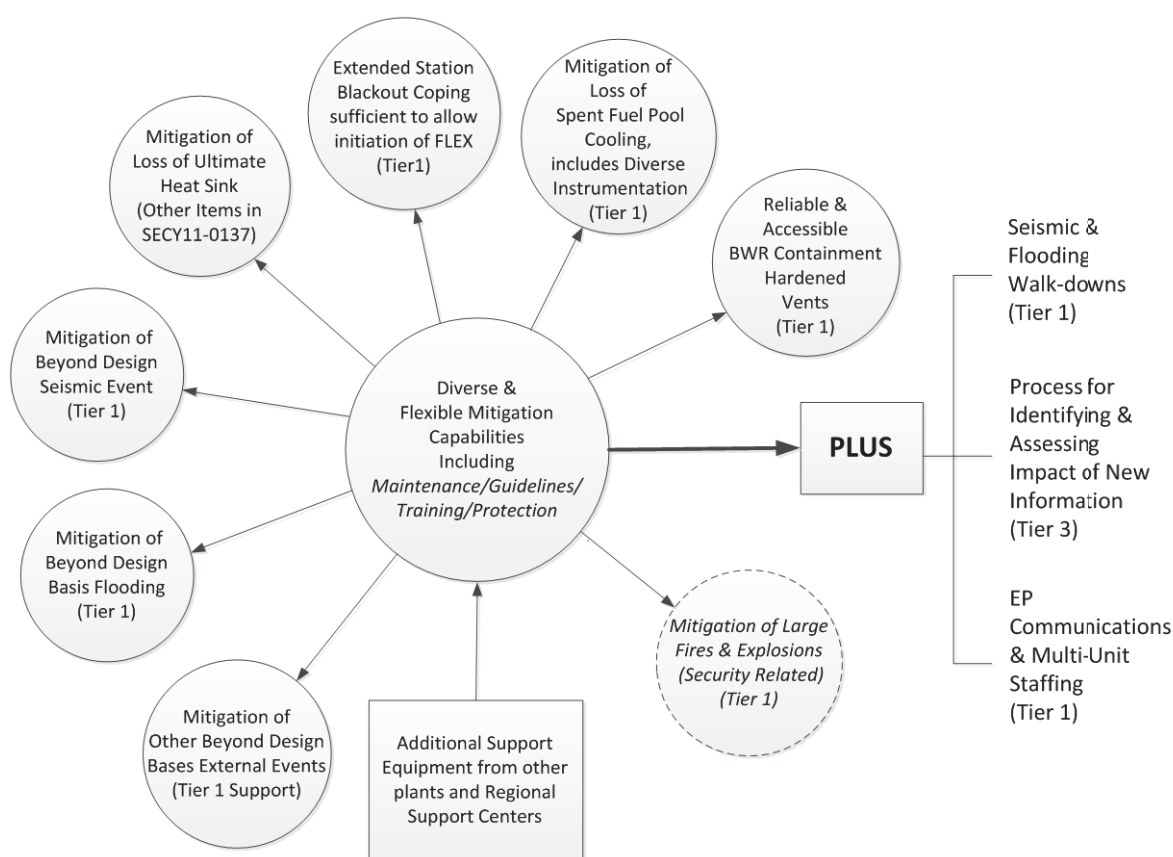 Extended Station
Blackout Coping
sufficient to allow
initiation of FLEX
(Tier1)
Mitigation of
Loss of
Spent Fuel Pool
Cooling,
includes Diverse
Instrumentation
(Tier 1)
Mitigation of
Loss of Ultimate
Heat Sink
(Other Items in
SECY11-0137)
Reliable &
Accessible
BWR Containment
Hardened
Vents
(Tier 1)
Mitigation of
Beyond Design
Seismic Event
(Tier 1)
Diverse &
Flexible Mitigation
Capabilities
Including
Maintenance/Guidelines/
Training/Protection
PLUS
Seismic &
Flooding
Walk-downs
(Tier 1)
Process for
Identifying &
Assessing
Impact of New
Information
(Tier 3)
EP
Communications
& Multi-Unit
Staffing
(Tier 1)
Mitigation of
Beyond Design
Basis Flooding
(Tier 1)
Mitigation of Large
Fires & Explosions
(Security Related)
(Tier 1)
Mitigation of
Other Beyond Design
Bases External Events
(Tier 1 Support)
Additional Support
Equipment from other
plants and Regional
Support Centers